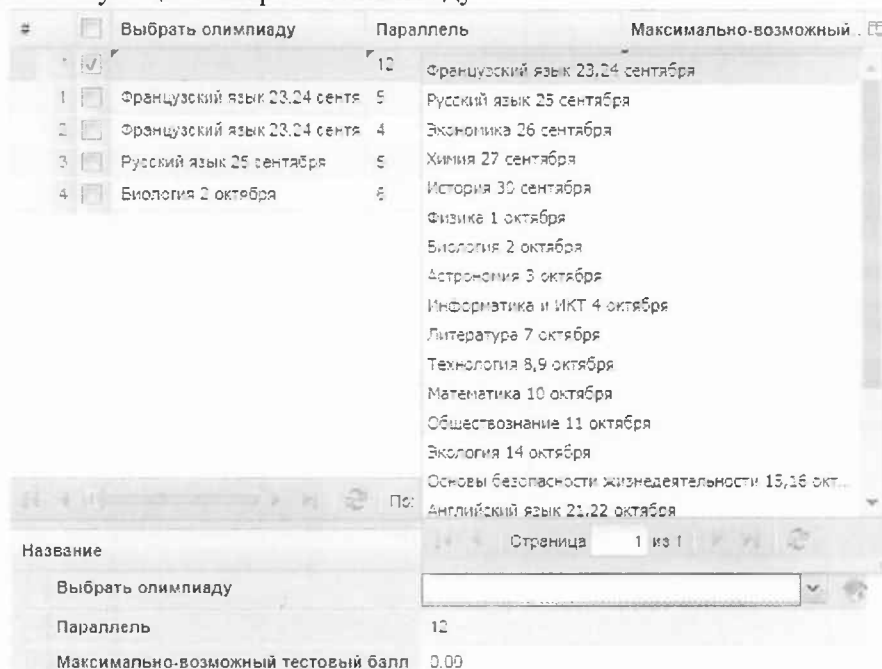 # Выбрать олимпиаду Параллель Максимально-возможный..
* 12
1 Французский язык 23,24 сентя 5
2 Французский язык 23,24 сентя 4
3 Русский язык 25 сентября 5
4 Биология 2 октября 6
Французский язык 23,24 сентября
Русский язык 25 сентября
Экономика 26 сентября
Химия 27 сентября
История 30 сентября
Физика 1 октября
Биология 2 октября
Астрономия 3 октября
Информатика и ИКТ 4 октября
Литература 7 октября
Технология 8,9 октября
Математика 10 октября
Обществознание 11 октября
Экология 14 октября
Основы безопасности жизнедеятельности 15,16 окт...
Английский язык 21,22 октября
Страница 1 из 1
Название
Выбрать олимпиаду
Параллель 12
Максимально-возможный тестовый балл 0.00